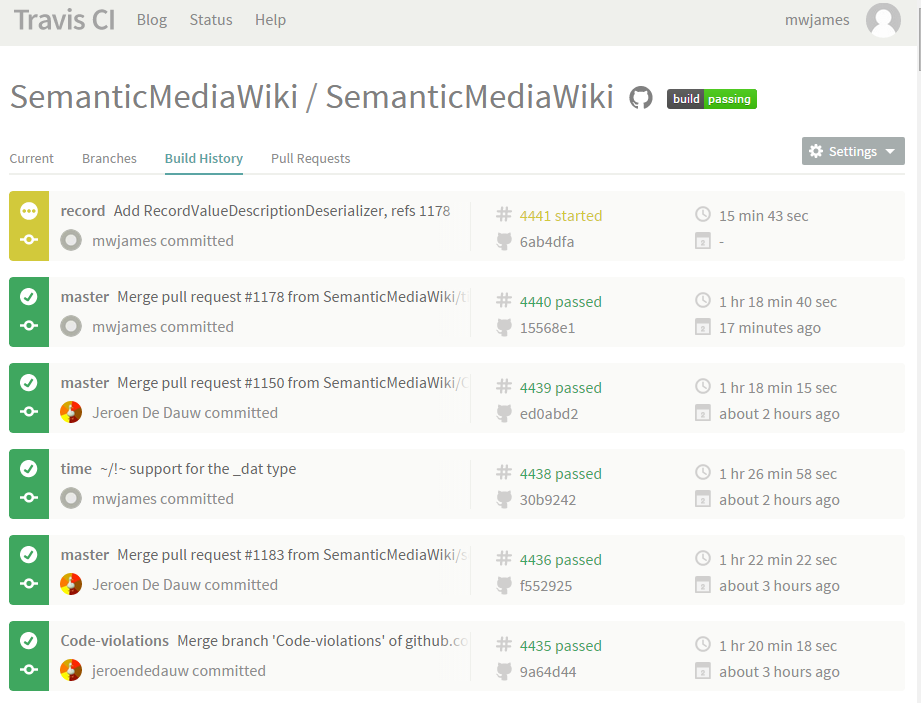 Travis CI Blog Status Help mwjames
SemanticMediaWiki / SemanticMediaWiki build passing
Current Branches Build History Pull Requests Settings
record Add RecordValueDescriptionDeserializer, refs 1178
4441 started 15 min 43 sec
mwjames committed 6ab4dfa -
master Merge pull request #1178 from SemanticMediaWiki/
4440 passed 1 hr 18 min 40 sec
mwjames committed 15568e1 17 minutes ago
master Merge pull request #1150 from SemanticMediaWiki/
4439 passed 1 hr 18 min 15 sec
Jeroen De Dauw committed ed0abd2 about 2 hours ago
time ~/!~ support for the _dat type
4438 passed 1 hr 26 min 58 sec
mwjames committed 30b9242 about 2 hours ago
master Merge pull request #1183 from SemanticMediaWiki/s
4436 passed 1 hr 22 min 22 sec
Jeroen De Dauw committed f552925 about 3 hours ago
Code-violations Merge branch 'Code-violations' of github.co
4435 passed 1 hr 20 min 18 sec
jeroendedauw committed 9a64d44 about 3 hours ago